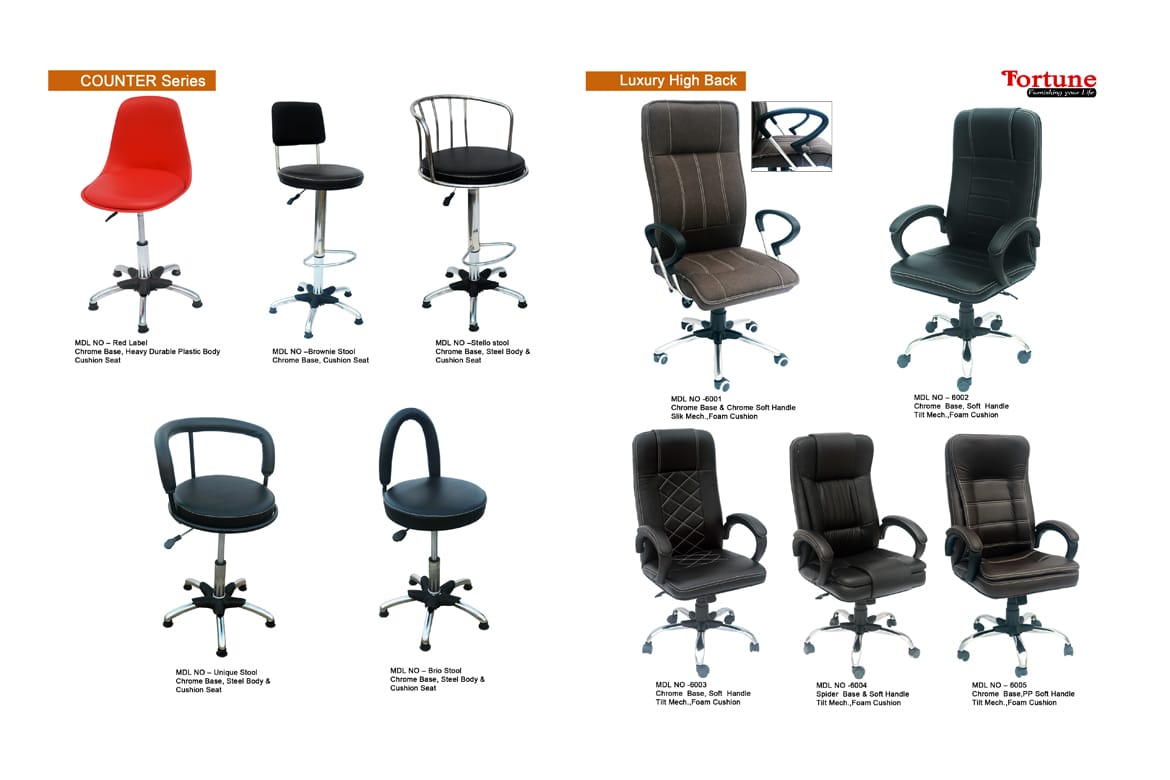 COUNTER Series
MDL NO – Red Label
Chrome Base, Heavy Durable Plastic Body
Cushion Seat
MDL NO –Brownie Stool
Chrome Base, Cushion Seat
MDL NO –Stello stool
Chrome Base, Steel Body &
Cushion Seat
MDL NO – Unique Stool
Chrome Base, Steel Body &
Cushion Seat
MDL NO – Brio Stool
Chrome Base, Steel Body &
Cushion Seat
Luxury High Back
Fortune
Furnishing your Life
MDL NO -6001
Chrome Base & Chrome Soft Handle
Slik Mech.,Foam Cushion
MDL NO – 6002
Chrome Base, Soft Handle
Tilt Mech.,Foam Cushion
MDL NO -6003
Chrome Base, Soft Handle
Tilt Mech.,Foam Cushion
MDL NO -6004
Spider Base & Soft Handle
Tilt Mech.,Foam Cushion
MDL NO – 6005
Chrome Base,PP Soft Handle
Tilt Mech.,Foam Cushion